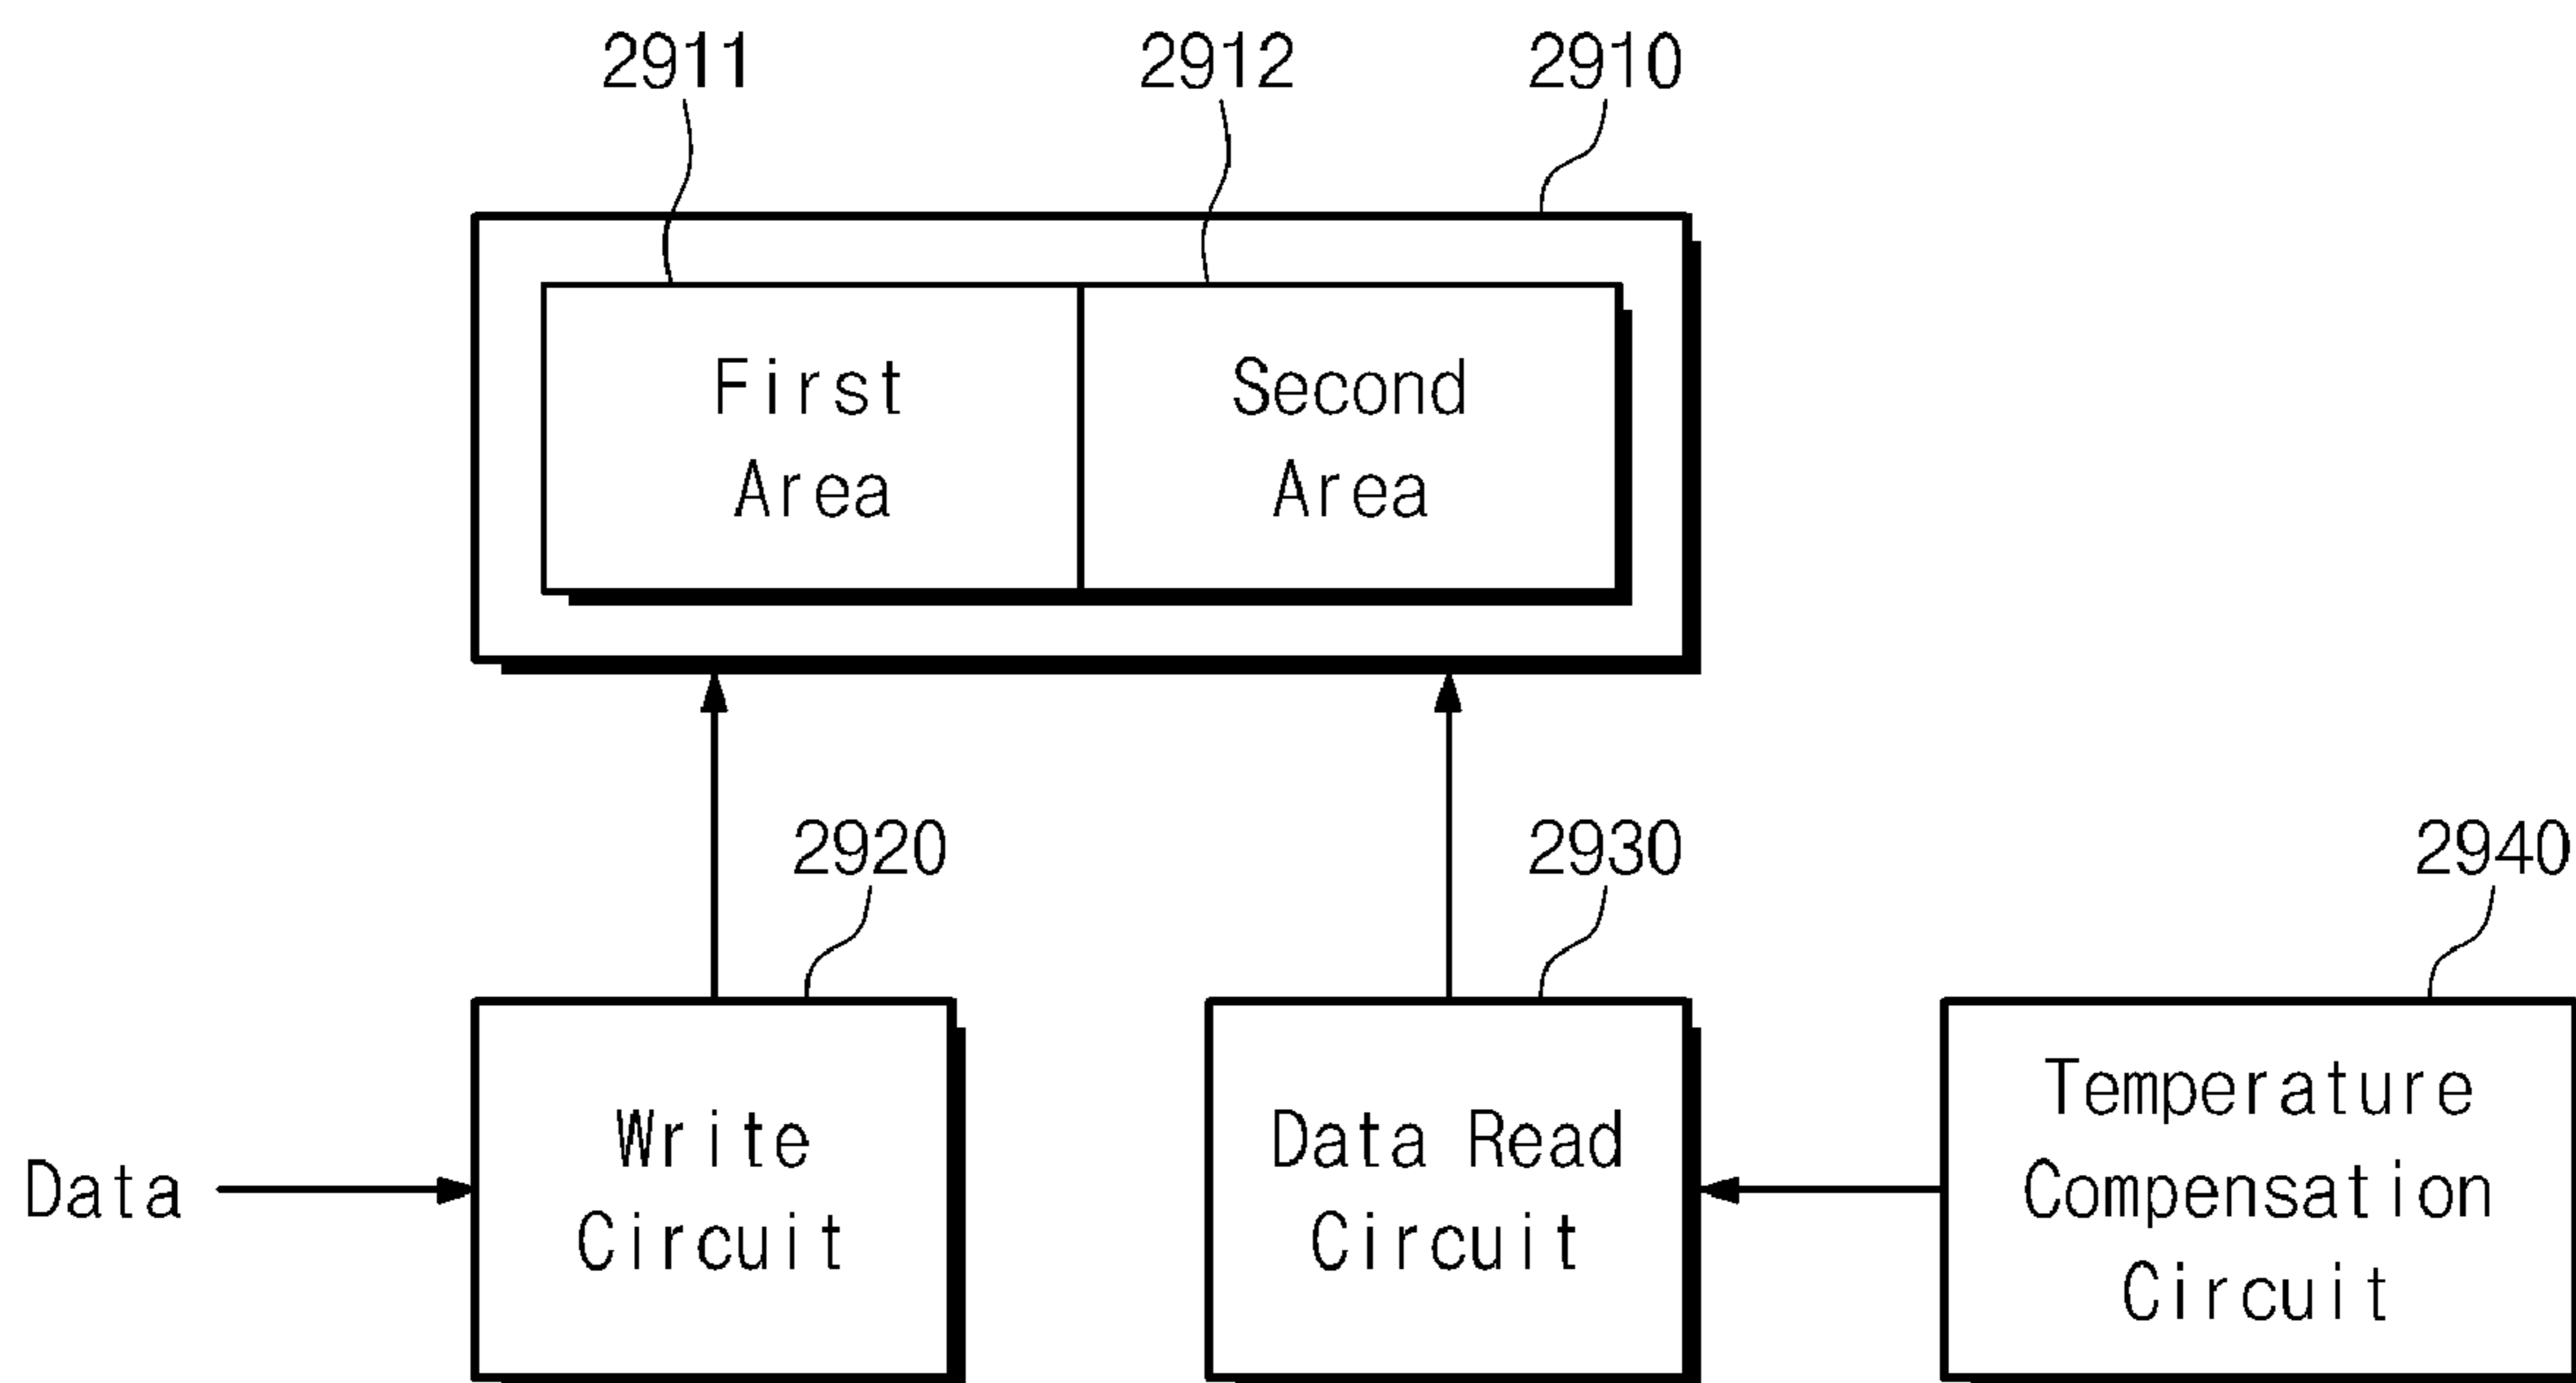 2911 2912 2910
First Second
Area Area
2920 2930 2940
Data
Write
Circuit
Data Read
Circuit
Temperature
Compensation
Circuit